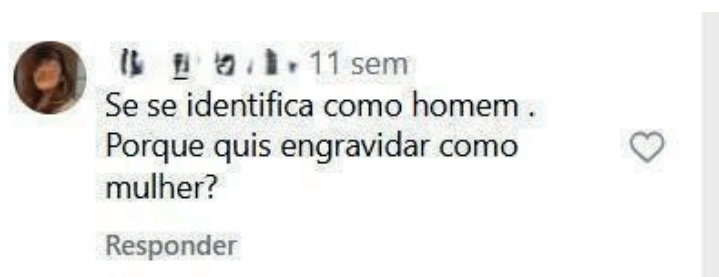 11 sem
Se se identifica como homem .
Porque quis engravidar como
mulher?
Responder